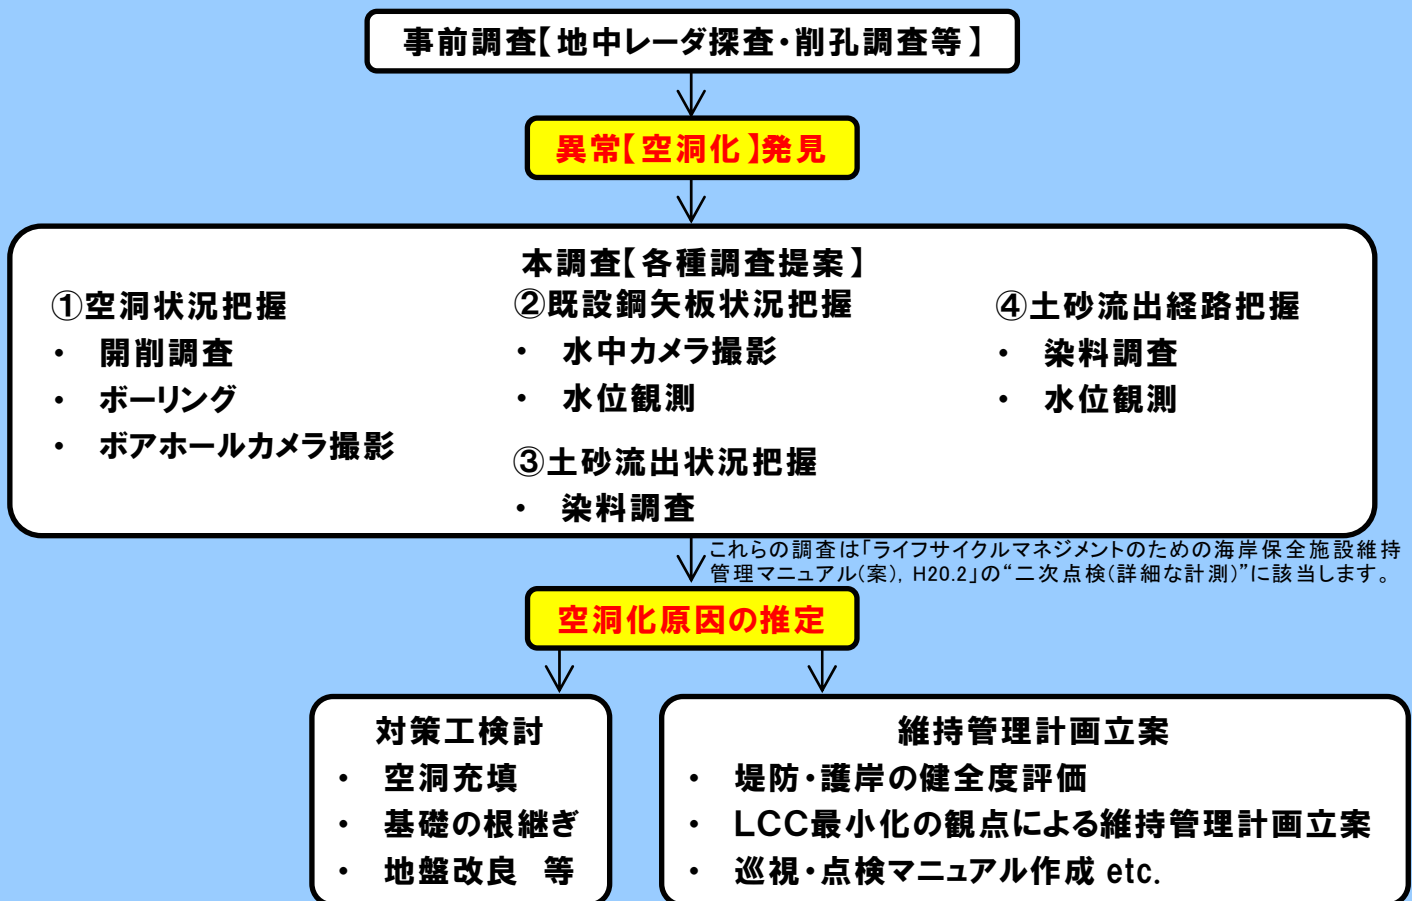 事前調査【地中レーダ探査・削孔調査等】
異常【空洞化】発見
本調査【各種調査提案】
①空洞状況把握
・ 開削調査
・ ボーリング
・ ボアホールカメラ撮影
②既設鋼矢板状況把握
・ 水中カメラ撮影
・ 水位観測
③土砂流出状況把握
・ 染料調査
④土砂流出経路把握
・ 染料調査
・ 水位観測
これらの調査は「ライフサイクルマネジメントのための海岸保全施設維持
管理マニュアル(案), H20.2」の“二次点検(詳細な計測)”に該当します。
空洞化原因の推定
対策工検討
・ 空洞充填
・ 基礎の根継ぎ
・ 地盤改良 等
維持管理計画立案
・ 堤防・護岸の健全度評価
・ LCC最小化の観点による維持管理計画立案
・ 巡視・点検マニュアル作成 etc.